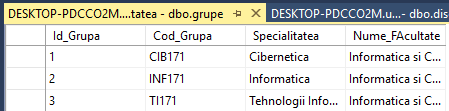 DESKTOP-PDCCO2M....tatea - dbo.grupe DESKTOP-PDCCO2M.u...- dbo.dis
Id_Grupa Cod_Grupa Specialitatea Nume_FAcultate
1 CIB171 Cibernetica Informatica si C...
2 INF171 Informatica Informatica si C...
3 TI171 Tehnologii Info... Informatica si C...